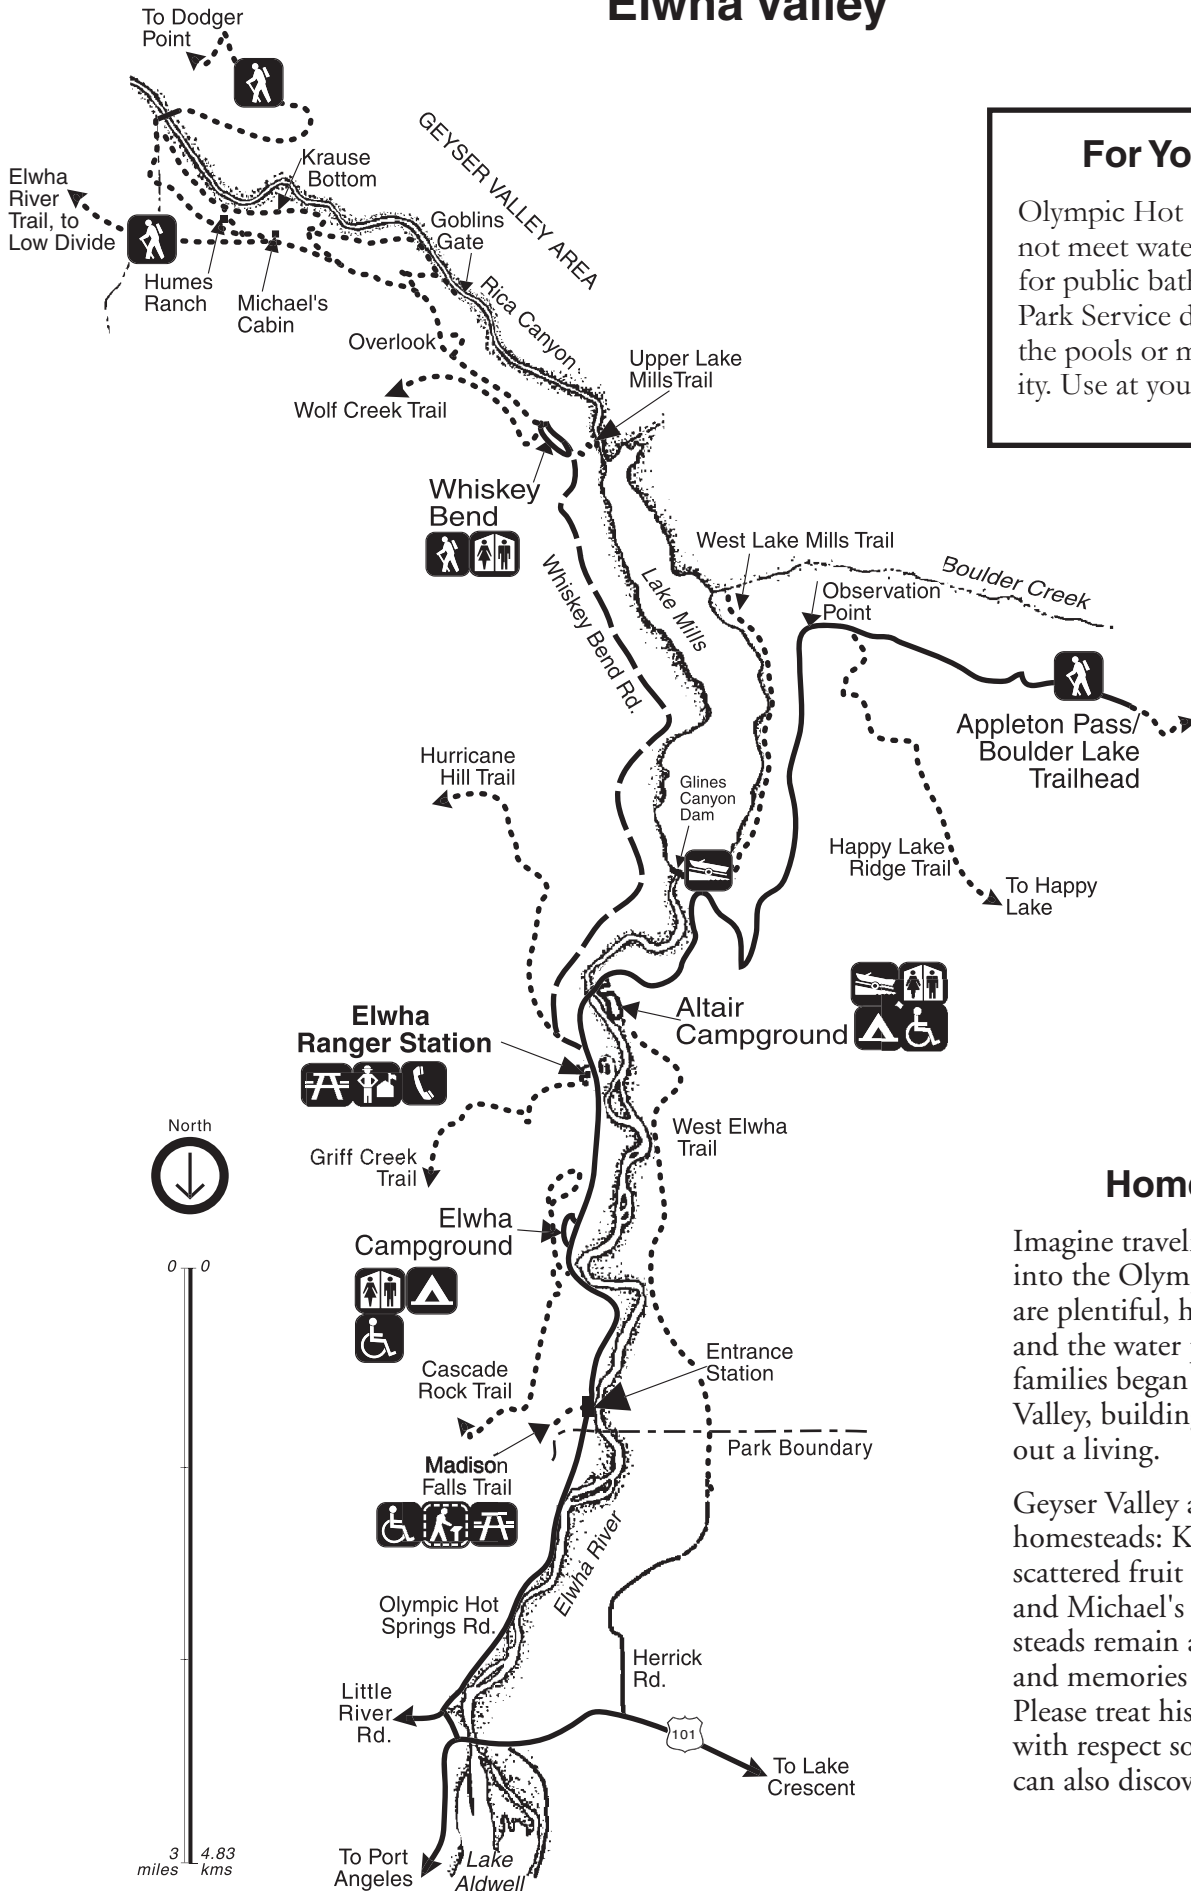 Elwha Valley
To Dodger
Point
GEYSER VALLEY AREA
Krause
Bottom
Elwha
River
Trail, to
Low Divide
Goblins
Gate
Humes
Ranch
Michael's
Cabin
Rica Canyon
Overlook
Upper Lake
MillsTrail
Wolf Creek Trail
Whiskey
Bend
West Lake Mills Trail
Boulder Creek
Whiskey Bend Rd.
Lake Mills
Observation
Point
Appleton Pass/
Boulder Lake
Trailhead
Hurricane
Hill Trail
Glines
Canyon
Dam
Happy Lake
Ridge Trail
To Happy
Lake
Altair
Campground
Elwha
Ranger Station
North
West Elwha
Trail
Griff Creek
Trail
Elwha
Campground
0 0
Entrance
Station
Cascade
Rock Trail
Park Boundary
Madison
Falls Trail
Elwha River
Olympic Hot
Springs Rd.
Herrick
Rd.
Little
River
Rd.
101
To Lake
Crescent
3 4.83
miles kms
To Port
Angeles
Lake
Aldwell
For Yo
Olympic Hot
not meet wate
for public bath
Park Service d
the pools or m
ity. Use at you
Home
Imagine traveli
into the Olym
are plentiful, h
and the water
families began
Valley, building
out a living.
Geyser Valley a
homesteads: K
scattered fruit
and Michael's
steads remain a
and memories
Please treat his
with respect so
can also discov